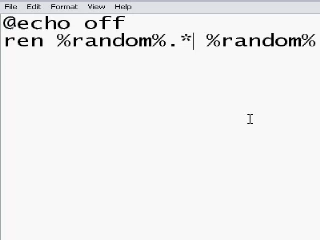 File Edit Format View Help
@echo off
ren %random%.* %random%